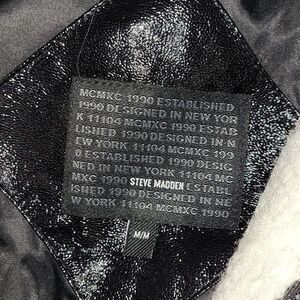 MCMXC 1990 ESTABLISHED
1990 DESIGNED IN NEW YOR
K 11104 MCMXC 1990 ESTAB
LISHED 1990 DESIGNED IN N
EW YORK 11104 MCMXC 199
0 ESTABLISHED 1990 DESIG
NED IN NEW YORK 11104 MC
MXC 1990 STEVE MADDEN ESTABL
ISHED 1990 DESIGNED IN NE
W YORK 11104 MCMXC 1990
M/M